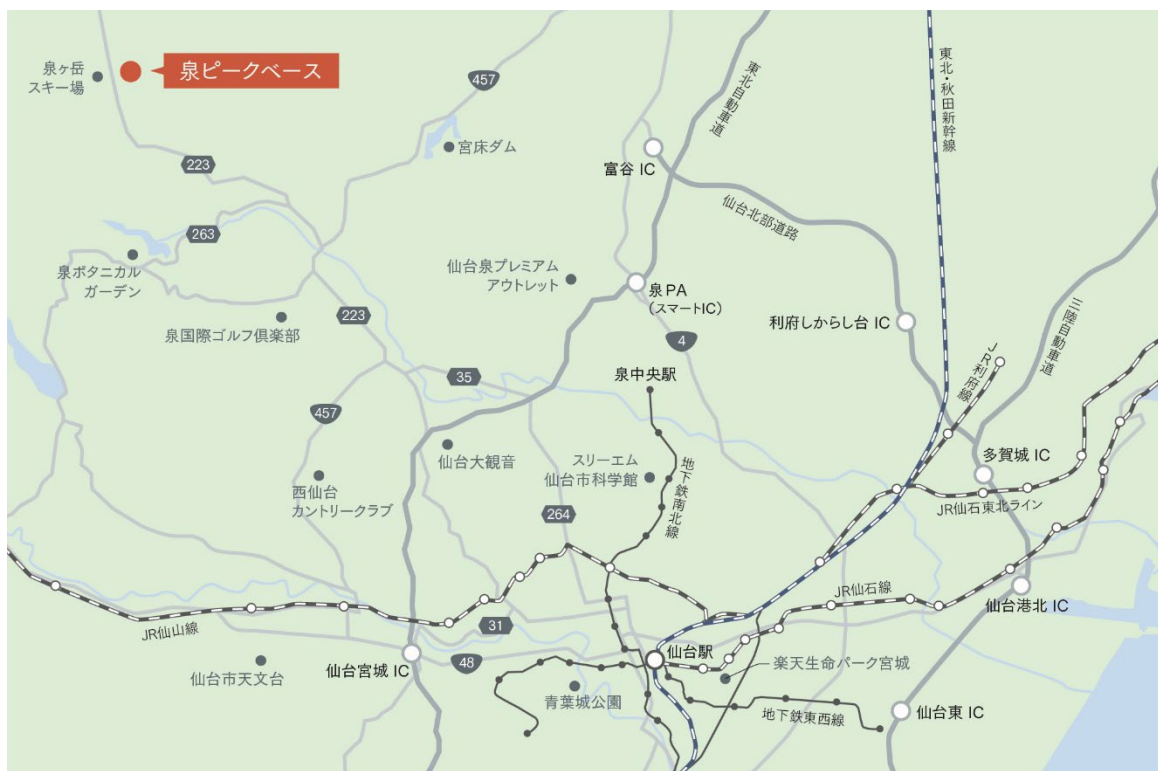 泉ヶ岳
スキー場
泉ピークベース
457
宮床ダム
東北自動車道
東北・秋田新幹線
223
富谷 IC
仙台北部道路
263
泉ボタニカル
ガーデン
仙台泉プレミアム
アウトレット
泉PA
（スマートIC）
泉国際ゴルフ倶楽部
223
4
利府しからし台 IC
三陸自動車道
JR利府線
35
泉中央駅
457
仙台大観音
スリーエム
仙台市科学館
地下鉄南北線
多賀城 IC
西仙台
カントリークラブ
264
JR仙石東北ライン
JR仙石線
仙台港北 IC
JR仙山線
31
仙台宮城 IC
48
仙台駅
楽天生命パーク宮城
仙台市天文台
青葉城公園
地下鉄東西線
仙台東 IC